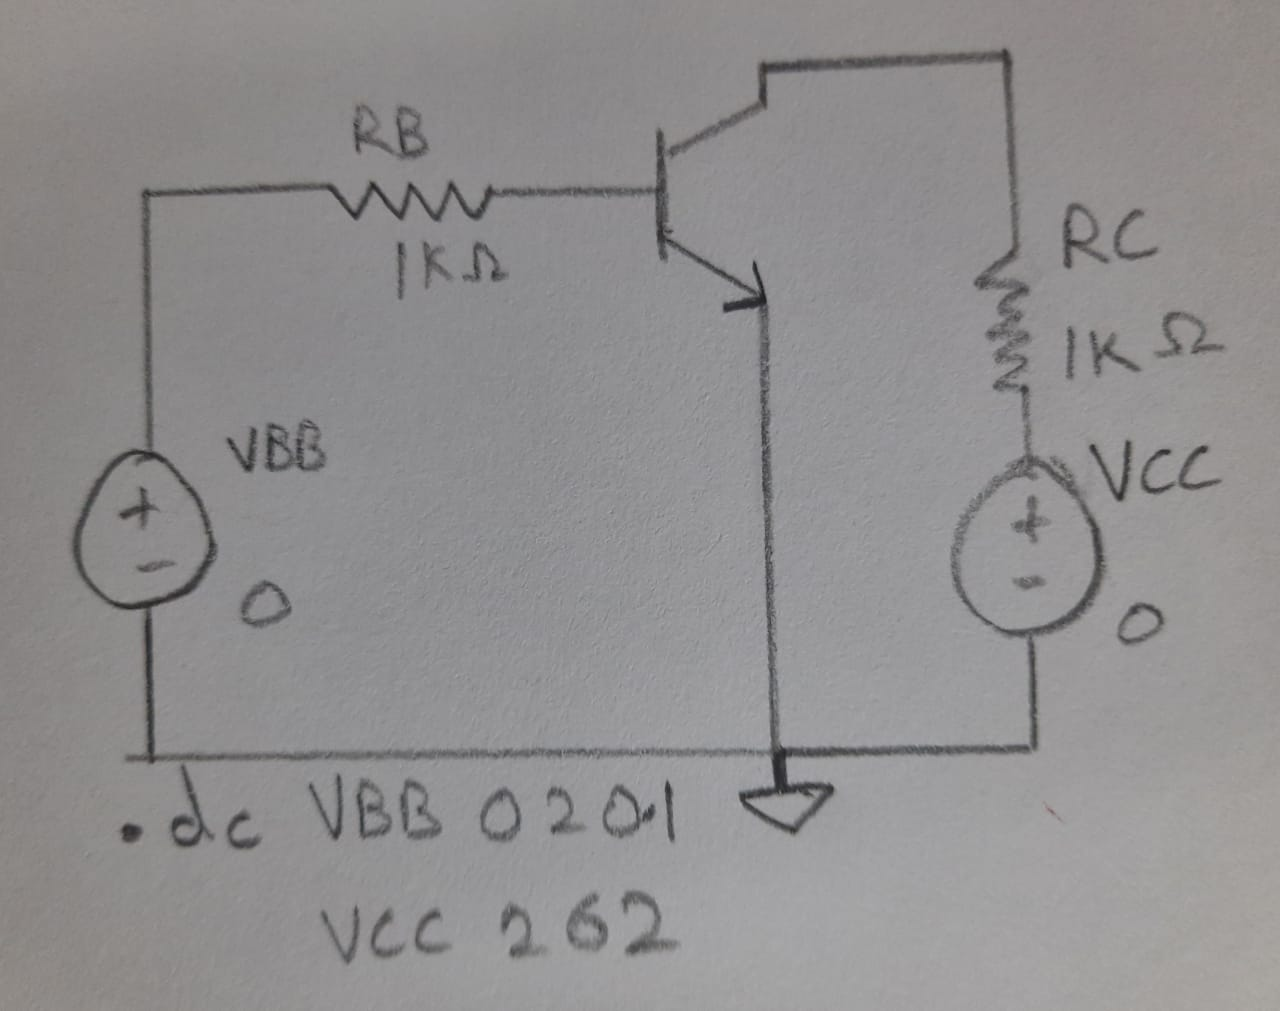 RB
1KΩ
RC
1KΩ
VBB
+
-
0
VCC
+
-
0
.dc VBB 0 2 0.1
VCC 2 6 2